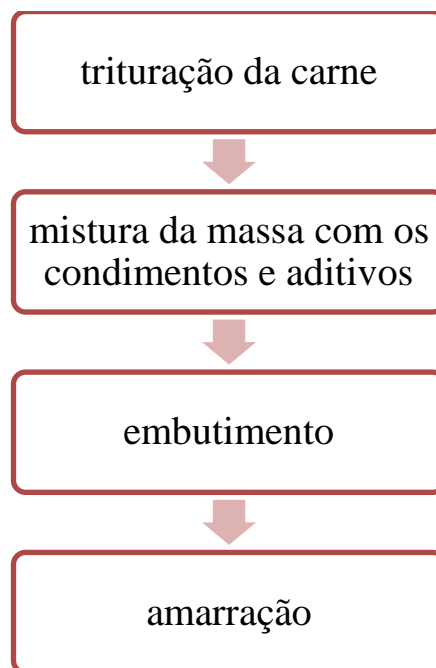 trituração da carne
mistura da massa com os
condimentos e aditivos
embutimento
amarração